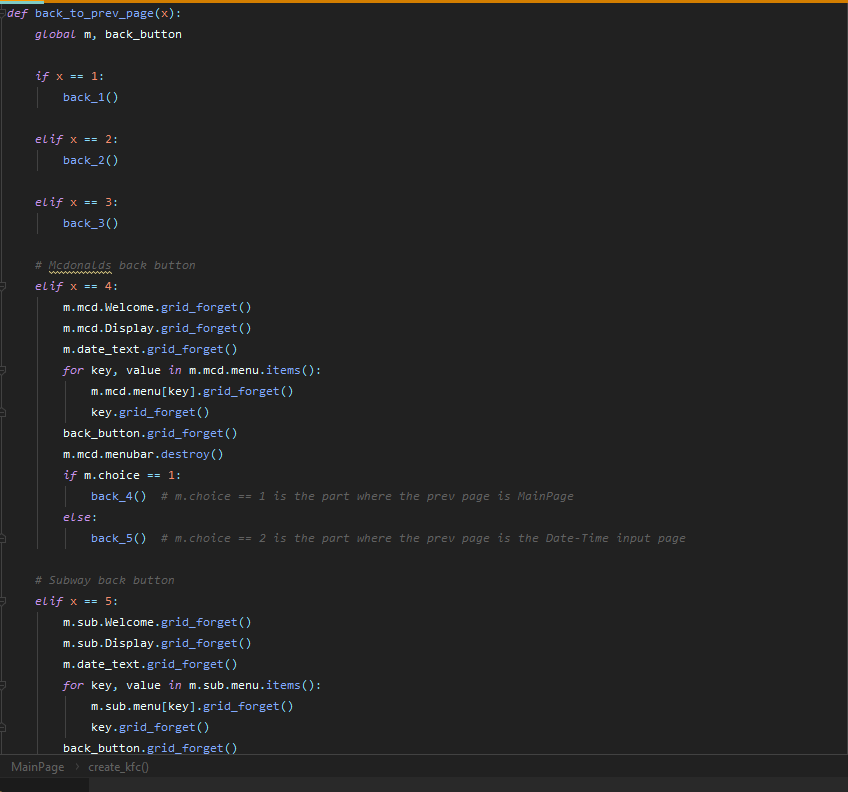 def back_to_prev_page(x):
    global m, back_button
    if x == 1:
        back_1()
    elif x == 2:
        back_2()
    elif x == 3:
        back_3()
    # Mcdonalds back button
    elif x == 4:
        m.mcd.Welcome.grid_forget()
        m.mcd.Display.grid_forget()
        m.date_text.grid_forget()
        for key, value in m.mcd.menu.items():
            m.mcd.menu[key].grid_forget()
            key.grid_forget()
        back_button.grid_forget()
        m.mcd.menubar.destroy()
        if m.choice == 1:
            back_4()  # m.choice == 1 is the part where the prev page is MainPage
        else:
            back_5()  # m.choice == 2 is the part where the prev page is the Date-Time input page
    # Subway back button
    elif x == 5:
        m.sub.Welcome.grid_forget()
        m.sub.Display.grid_forget()
        m.date_text.grid_forget()
        for key, value in m.sub.menu.items():
            m.sub.menu[key].grid_forget()
            key.grid_forget()
        back_button.grid_forget()
MainPage › create_kfc()